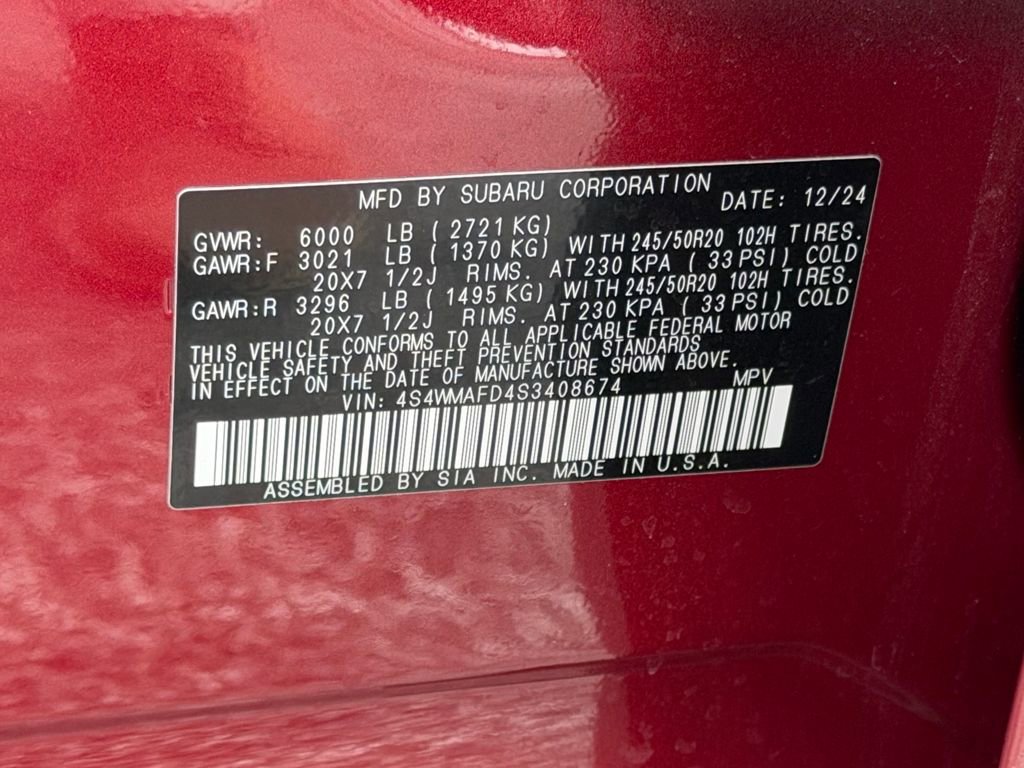 MFD BY SUBARU CORPORATION DATE: 12/24
GVWR: 6000 LB (2721 KG)
GAWR:F 3021 LB (1370 KG) WITH 245/50R20 102H TIRES.
20X7 1/2J RIMS. AT 230 KPA (33 PSI) COLD
GAWR:R 3296 LB (1495 KG) WITH 245/50R20 102H TIRES.
20X7 1/2J RIMS. AT 230 KPA (33 PSI) COLD
THIS VEHICLE CONFORMS TO ALL APPLICABLE FEDERAL MOTOR
VEHICLE SAFETY AND THEFT PREVENTION STANDARDS
IN EFFECT ON THE DATE OF MANUFACTURE SHOWN ABOVE.
VIN: 4S4WMAFD4S3408674 MPV
ASSEMBLED BY SIA INC. MADE IN U.S.A.